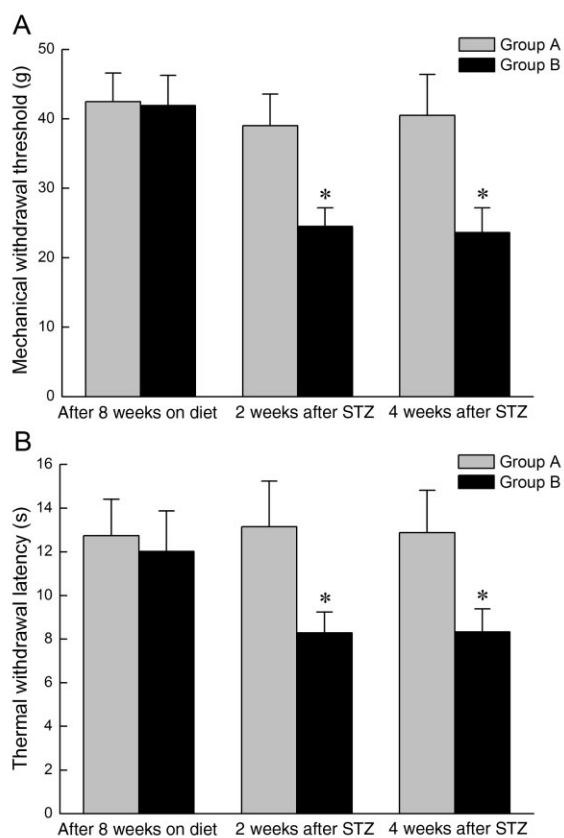 A
Mechanical withdrawal threshold (g)
50
40
30
20
10
0
Group A
Group B
*
*
After 8 weeks on diet
2 weeks after STZ
4 weeks after STZ
B
Thermal withdrawal latency (s)
16
14
12
10
8
6
4
2
0
Group A
Group B
*
*
After 8 weeks on diet
2 weeks after STZ
4 weeks after STZ